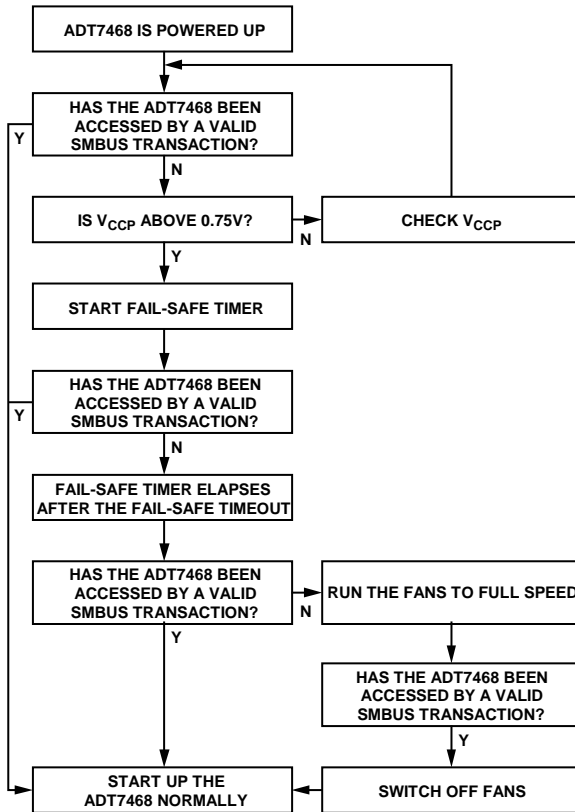 ADT7468 IS POWERED UP
HAS THE ADT7468 BEEN
ACCESSED BY A VALID
SMBUS TRANSACTION?
Y
N
IS VCCP ABOVE 0.75V?
N
CHECK VCCP
Y
START FAIL-SAFE TIMER
HAS THE ADT7468 BEEN
ACCESSED BY A VALID
SMBUS TRANSACTION?
Y
N
FAIL-SAFE TIMER ELAPSES
AFTER THE FAIL-SAFE TIMEOUT
HAS THE ADT7468 BEEN
ACCESSED BY A VALID
SMBUS TRANSACTION?
N
RUN THE FANS TO FULL SPEED
Y
HAS THE ADT7468 BEEN
ACCESSED BY A VALID
SMBUS TRANSACTION?
Y
START UP THE
ADT7468 NORMALLY
SWITCH OFF FANS